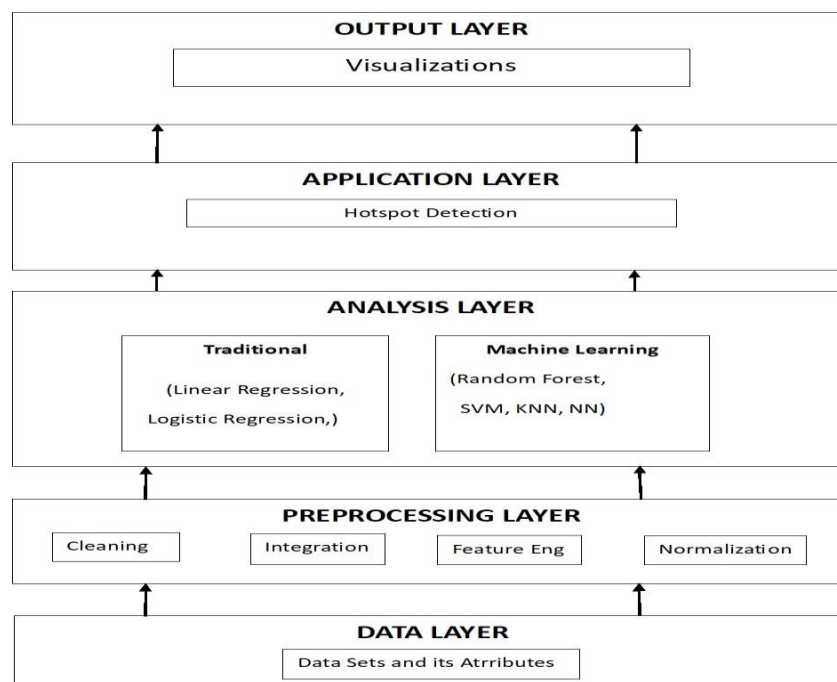 OUTPUT LAYER
Visualizations
APPLICATION LAYER
Hotspot Detection
ANALYSIS LAYER
Traditional
(Linear Regression,
Logistic Regression,)
Machine Learning
(Random Forest,
SVM, KNN, NN)
PREPROCESSING LAYER
Cleaning
Integration
Feature Eng
Normalization
DATA LAYER
Data Sets and its Atrributes